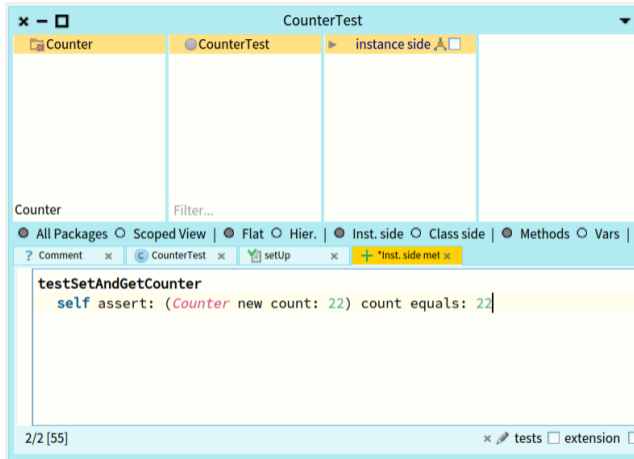 CounterTest
Counter
CounterTest
instance side
Counter
Filter...
All Packages Scoped View | Flat Hier. | Inst. side Class side | Methods Vars |
? Comment × C CounterTest × setUp × + *Inst. side met ×
testSetAndGetCounter
self assert: (Counter new count: 22) count equals: 22
2/2 [55] × tests extension